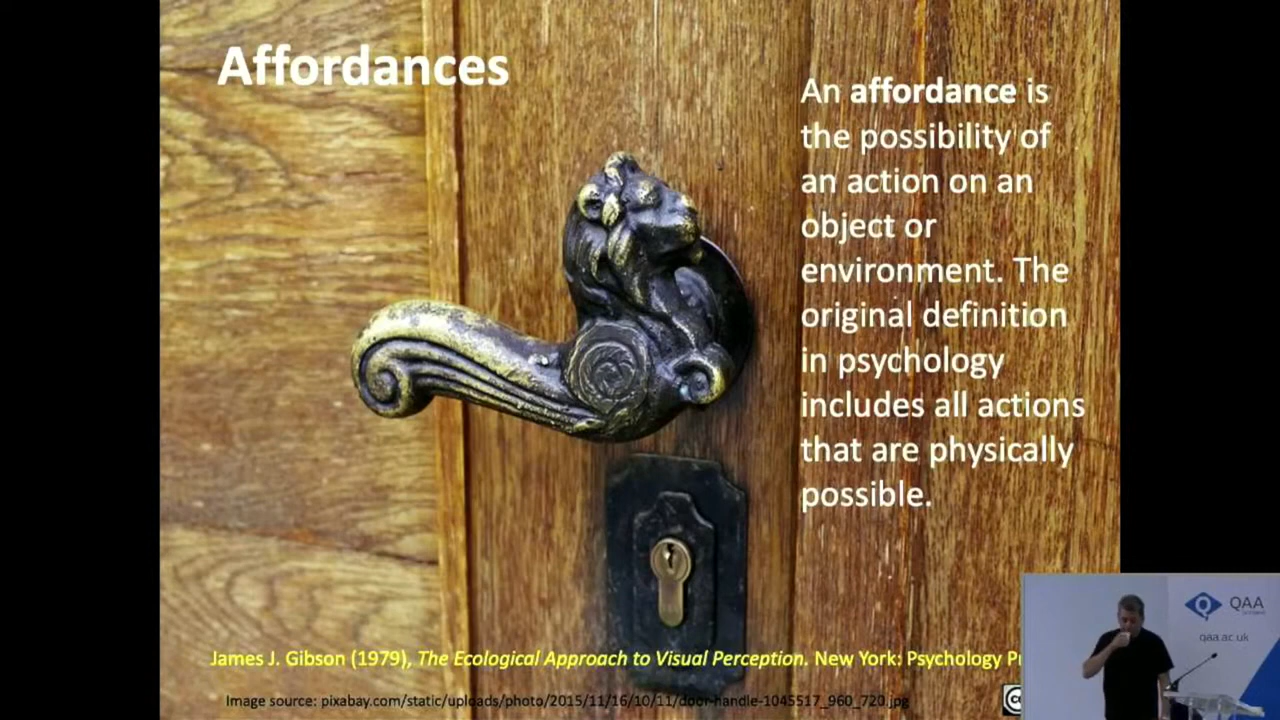 Affordances
An affordance is
the possibility of
an action on an
object or
environment. The
original definition
in psychology
includes all actions
that are physically
possible.
James J. Gibson (1979), The Ecological Approach to Visual Perception. New York: Psychology
Image source: pixabay.com/static/uploads/photo/2015/11/16/10/11/door-handle-1045517_960_720.jpg
cc
QAA
qaa.ac.uk